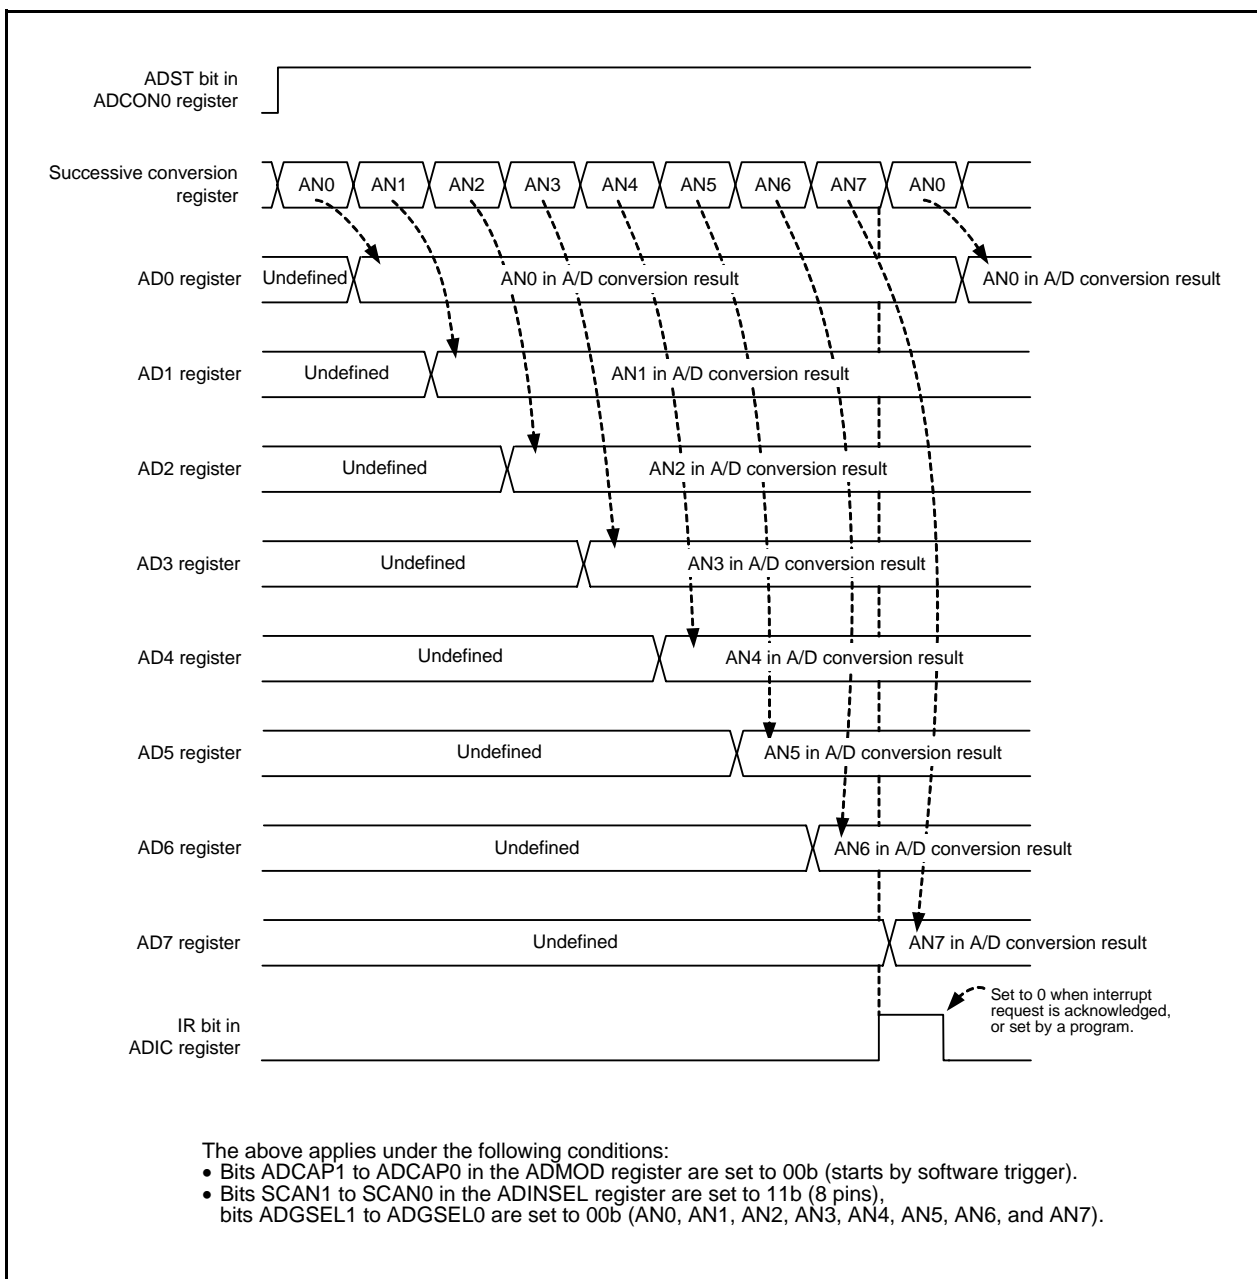 ADST bit in
ADCON0 register
Successive conversion
register
AN0 AN1 AN2 AN3 AN4 AN5 AN6 AN7 AN0
AD0 register
Undefined AN0 in A/D conversion result AN0 in A/D conversion result
AD1 register
Undefined AN1 in A/D conversion result
AD2 register
Undefined AN2 in A/D conversion result
AD3 register
Undefined AN3 in A/D conversion result
AD4 register
Undefined AN4 in A/D conversion result
AD5 register
Undefined AN5 in A/D conversion result
AD6 register
Undefined AN6 in A/D conversion result
AD7 register
Undefined AN7 in A/D conversion result
IR bit in
ADIC register
Set to 0 when interrupt
request is acknowledged,
or set by a program.
The above applies under the following conditions:
• Bits ADCAP1 to ADCAP0 in the ADMOD register are set to 00b (starts by software trigger).
• Bits SCAN1 to SCAN0 in the ADINSEL register are set to 11b (8 pins),
bits ADGSEL1 to ADGSEL0 are set to 00b (AN0, AN1, AN2, AN3, AN4, AN5, AN6, and AN7).